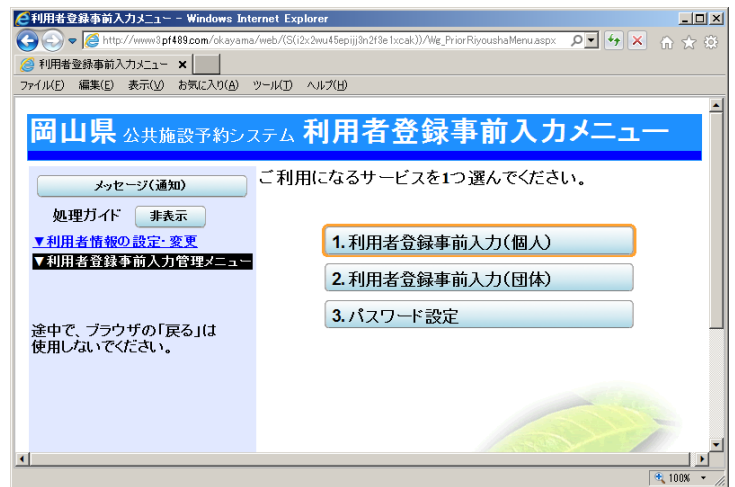 利用者登録事前入力メニュー - Windows Internet Explorer
http://www3.pf489.com/okayama/web/(S(i2x2wu45epijj3n2f3e1xcak))/Wg_PriorRiyoushaMenu.aspx
利用者登録事前入力メニュー
ファイル(F) 編集(E) 表示(V) お気に入り(A) ツール(T) ヘルプ(H)
岡山県 公共施設予約システム 利用者登録事前入力メニュー
メッセージ(通知)
ご利用になるサービスを1つ選んでください。
処理ガイド 非表示
▼利用者情報の設定・変更
▼利用者登録事前入力管理メニュー
1.利用者登録事前入力(個人)
2.利用者登録事前入力(団体)
3.パスワード設定
途中で、ブラウザの「戻る」は
使用しないでください。
100%